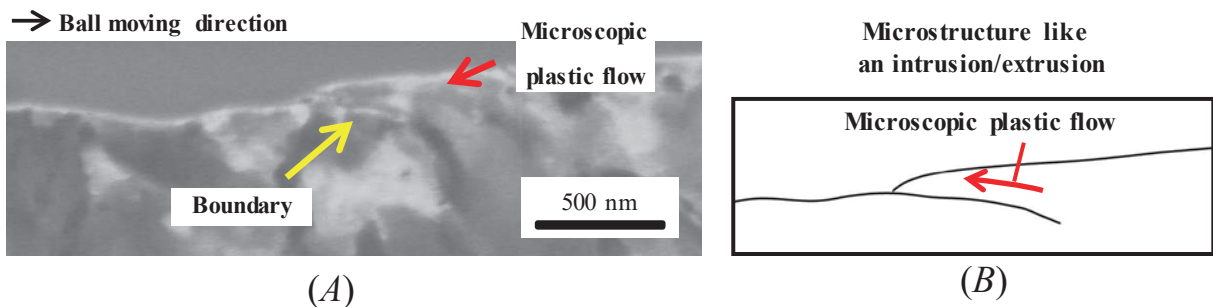 Ball moving direction
Microscopic
plastic flow
Boundary
500 nm
(A)
Microstructure like
an intrusion/extrusion
Microscopic plastic flow
(B)